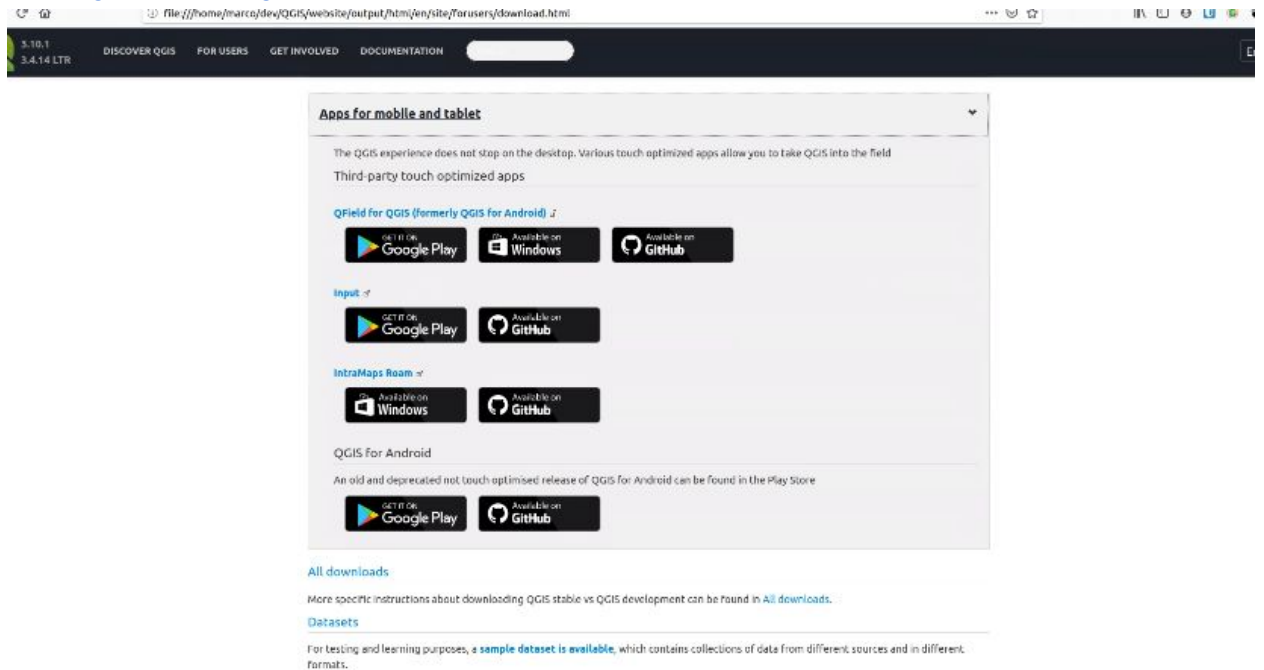 file:///home/marco/dev/QGIS/website/output/html/en/site/forusers/download.html
3.10.1
3.4.14 LTR
DISCOVER QGIS FOR USERS GET INVOLVED DOCUMENTATION
Apps for mobile and tablet
The QGIS experience does not stop on the desktop. Various touch optimized apps allow you to take QGIS into the field
Third-party touch optimized apps
QField for QGIS (formerly QGIS for Android)
GET IT ON Google Play
Available on Windows
Available on GitHub
Input
GET IT ON Google Play
Available on GitHub
IntraMaps Roam
Available on Windows
Available on GitHub
QGIS for Android
An old and deprecated not touch optimised release of QGIS for Android can be found in the Play Store
GET IT ON Google Play
Available on GitHub
All downloads
More specific instructions about downloading QGIS stable vs QGIS development can be found in All downloads.
Datasets
For testing and learning purposes, a sample dataset is available, which contains collections of data from different sources and in different
formats.